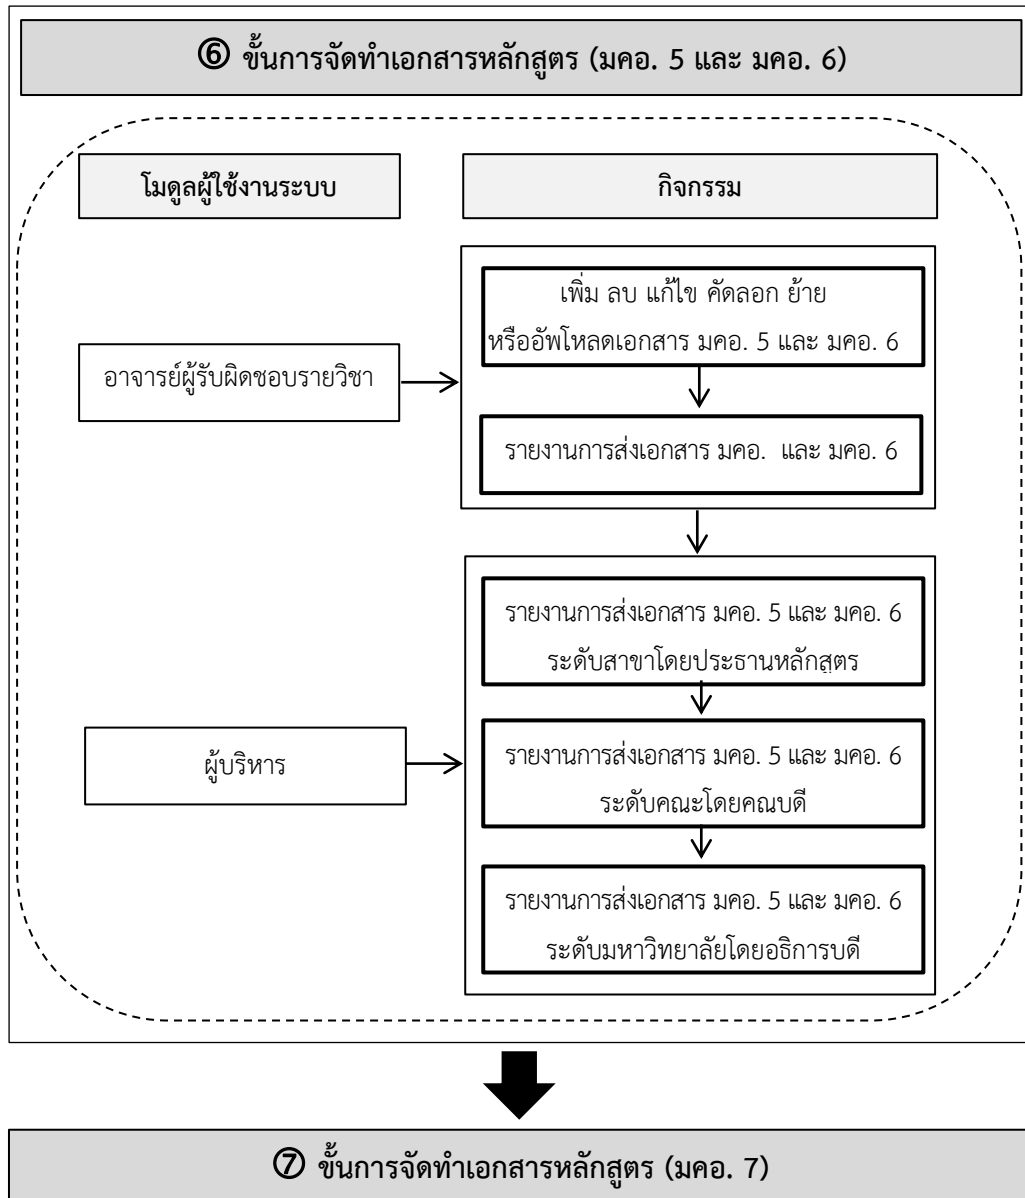 ⑥ ขั้นการจัดทำเอกสารหลักสูตร (มคอ. 5 และ มคอ. 6)
โมดูลผู้ใช้งานระบบ
กิจกรรม
เพิ่ม ลบ แก้ไข คัดลอก ย้าย
หรืออัพโหลดเอกสาร มคอ. 5 และ มคอ. 6
อาจารย์ผู้รับผิดชอบรายวิชา
รายงานการส่งเอกสาร มคอ.  และ มคอ. 6
รายงานการส่งเอกสาร มคอ. 5 และ มคอ. 6
ระดับสาขาโดยประธานหลักสูตร
ผู้บริหาร
รายงานการส่งเอกสาร มคอ. 5 และ มคอ. 6
ระดับคณะโดยคณบดี
รายงานการส่งเอกสาร มคอ. 5 และ มคอ. 6
ระดับมหาวิทยาลัยโดยอธิการบดี
⑦ ขั้นการจัดทำเอกสารหลักสูตร (มคอ. 7)